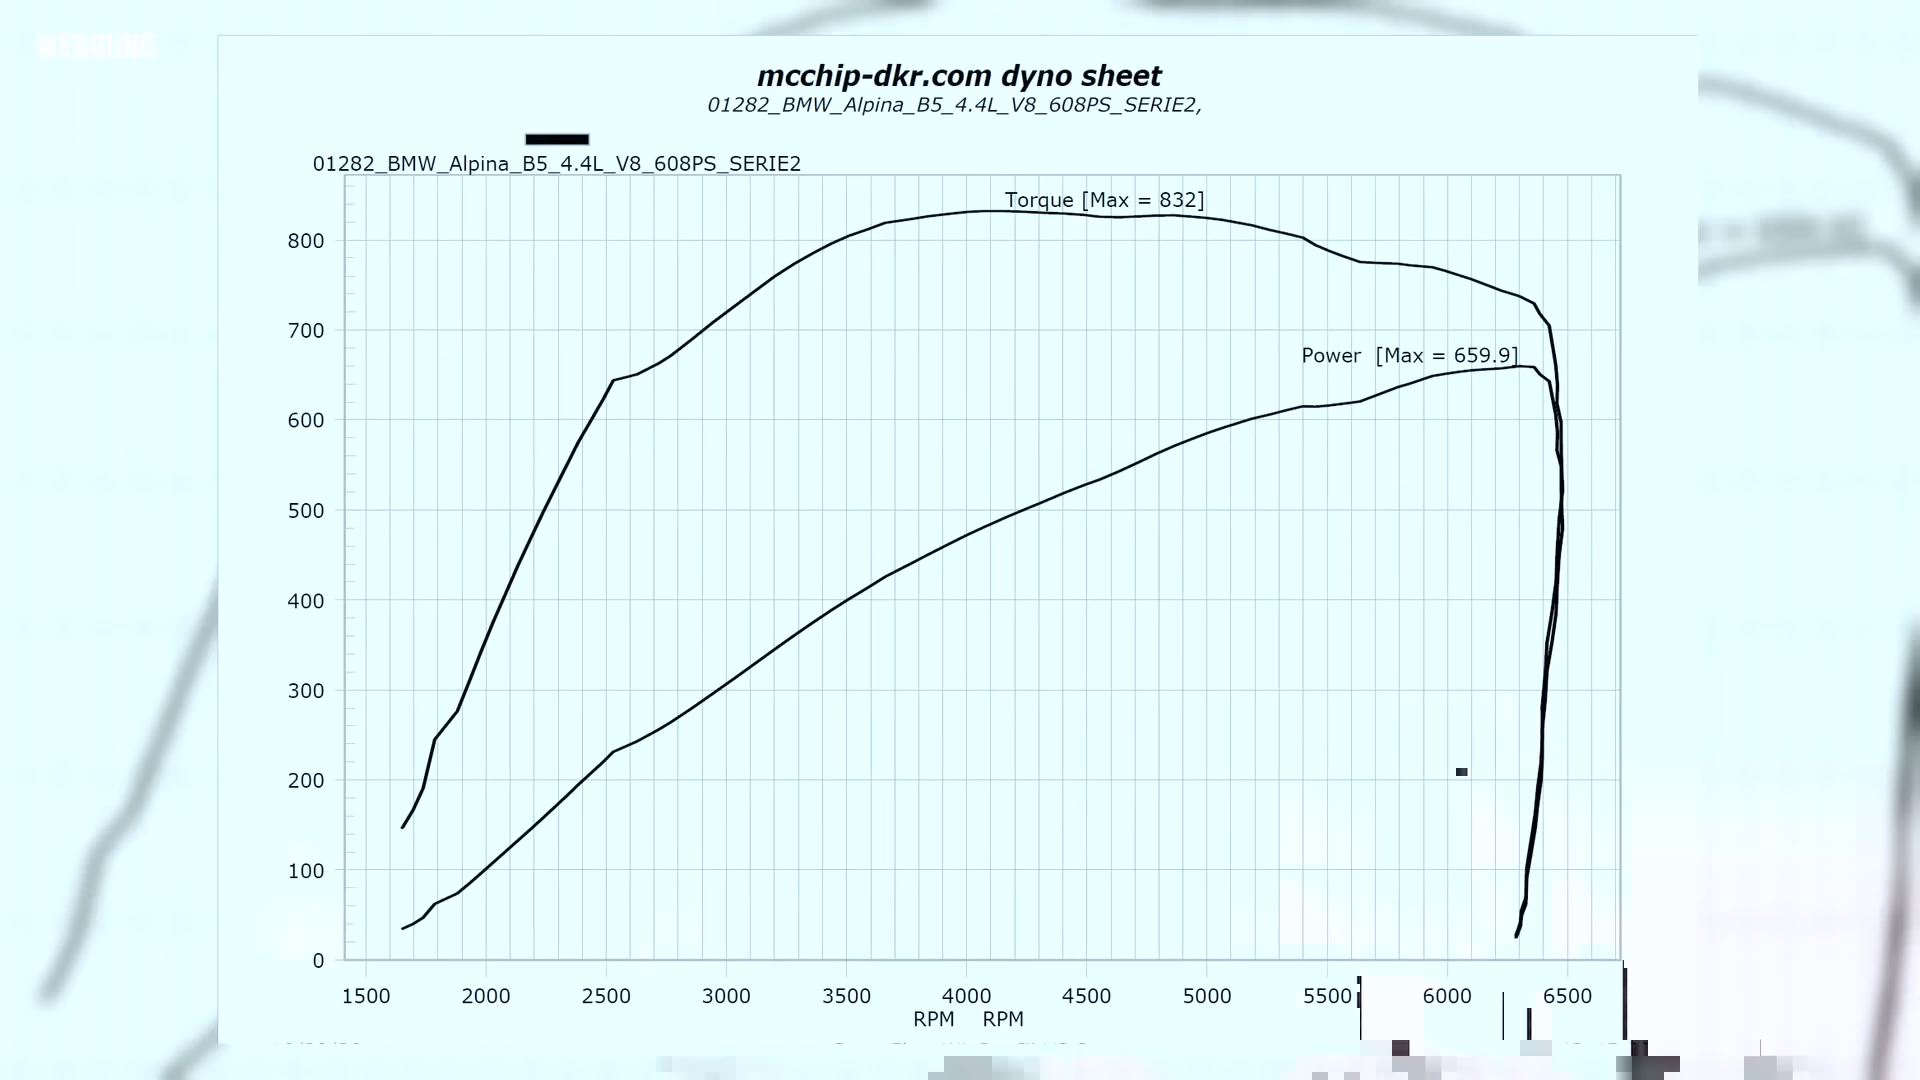 mcchip-dkr.com dyno sheet
01282_BMW_Alpina_B5_4.4L_V8_608PS_SERIE2,
01282_BMW_Alpina_B5_4.4L_V8_608PS_SERIE2
Torque [Max = 832]
Power [Max = 659.9]
800
700
600
500
400
300
200
100
0
1500 2000 2500 3000 3500 4000 4500 5000 5500 6000 6500
RPM RPM